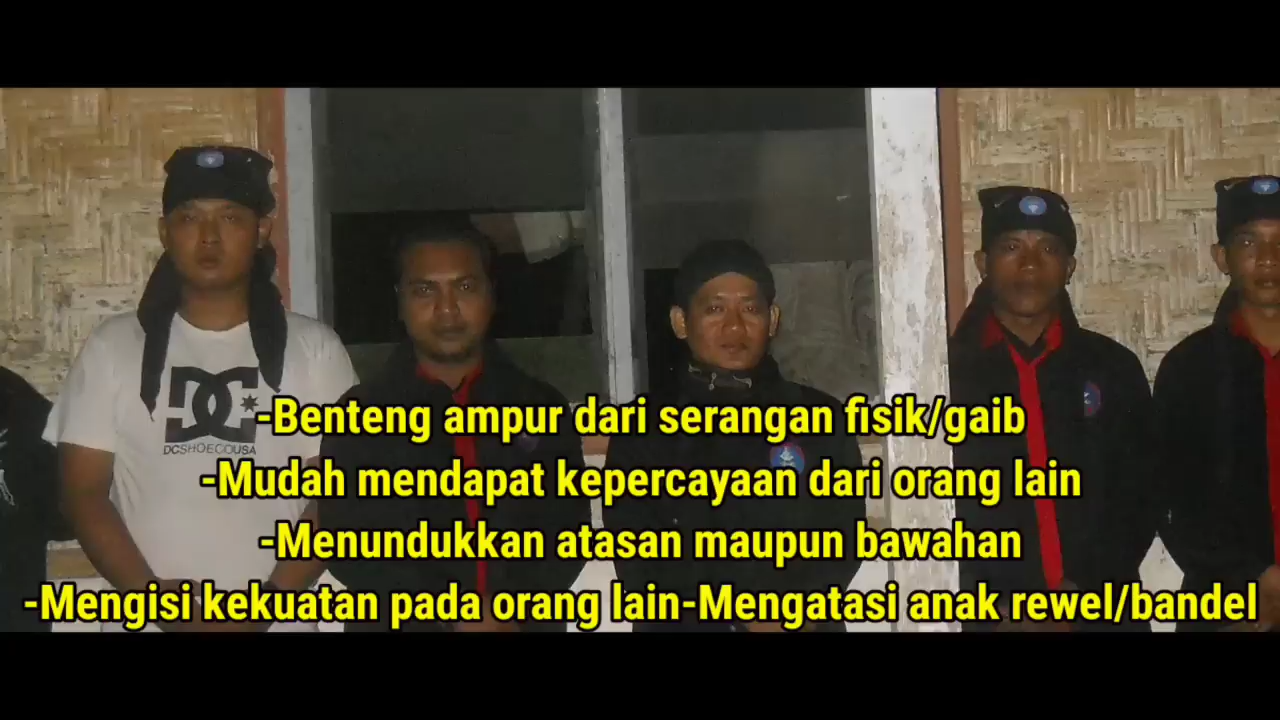 DC
DCSHOECOUSA
-Benteng ampur dari serangan fisik/gaib
-Mudah mendapat kepercayaan dari orang lain
-Menundukkan atasan maupun bawahan
-Mengisi kekuatan pada orang lain-Mengatasi anak rewel/bandel